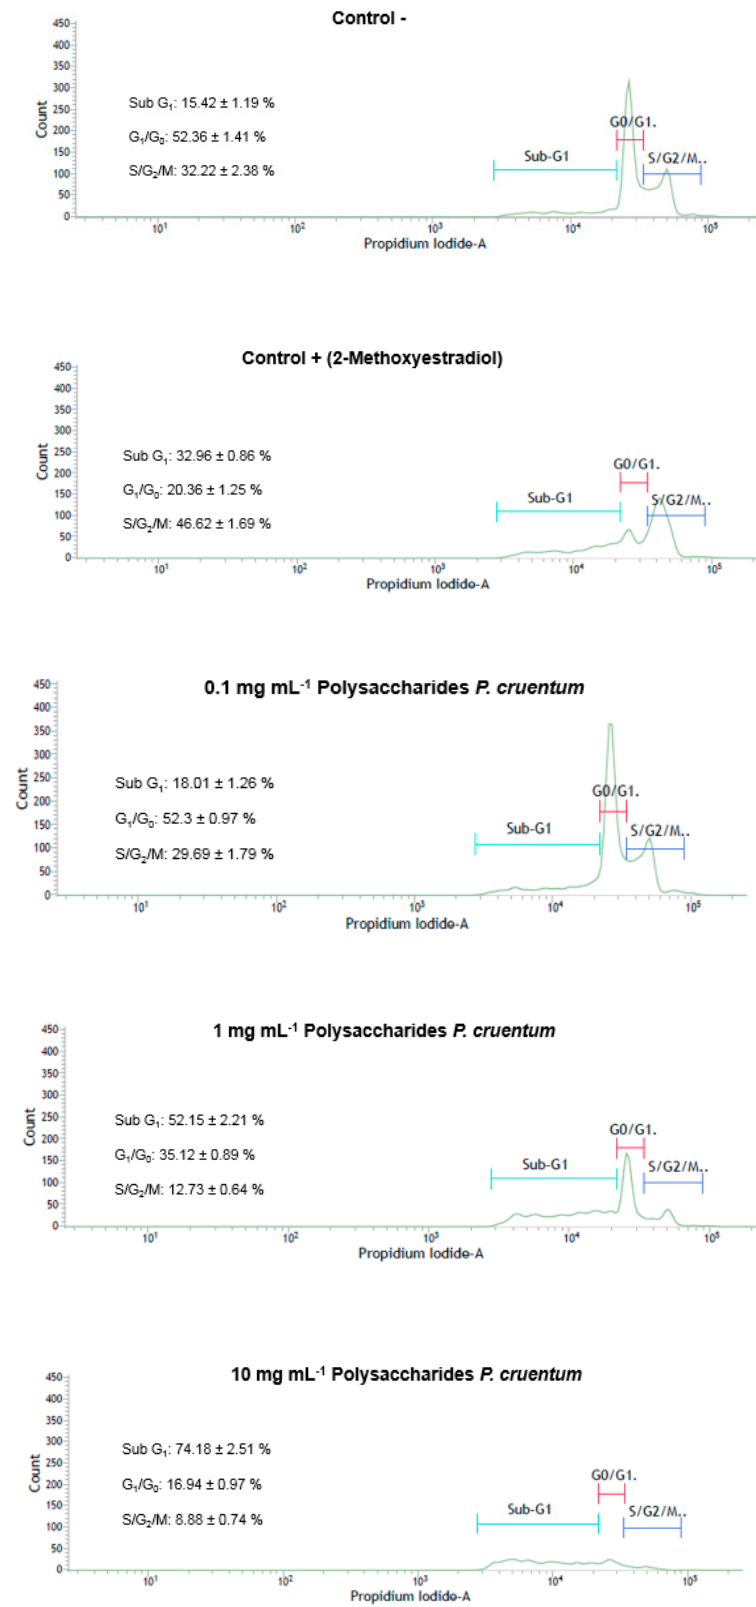 Control -
450
400
350
300
250
200
150
100
50
0
Count
Sub G₁: 15.42 ± 1.19 %
G₁/G₀: 52.36 ± 1.41 %
S/G₂/M: 32.22 ± 2.38 %
Sub-G1
G0/G1.
S/G2/M..
10¹ 10² 10³ 10⁴ 10⁵
Propidium Iodide-A
Control + (2-Methoxyestradiol)
450
400
350
300
250
200
150
100
50
0
Count
Sub G₁: 32.96 ± 0.86 %
G₁/G₀: 20.36 ± 1.25 %
S/G₂/M: 46.62 ± 1.69 %
Sub-G1
G0/G1.
S/G2/M..
10¹ 10² 10³ 10⁴ 10⁵
Propidium Iodide-A
0.1 mg mL⁻¹ Polysaccharides P. cruentum
450
400
350
300
250
200
150
100
50
0
Count
Sub G₁: 18.01 ± 1.26 %
G₁/G₀: 52.3 ± 0.97 %
S/G₂/M: 29.69 ± 1.79 %
Sub-G1
G0/G1.
S/G2/M..
10¹ 10² 10³ 10⁴ 10⁵
Propidium Iodide-A
1 mg mL⁻¹ Polysaccharides P. cruentum
450
400
350
300
250
200
150
100
50
0
Count
Sub G₁: 52.15 ± 2.21 %
G₁/G₀: 35.12 ± 0.89 %
S/G₂/M: 12.73 ± 0.64 %
Sub-G1
G0/G1.
S/G2/M..
10¹ 10² 10³ 10⁴ 10⁵
Propidium Iodide-A
10 mg mL⁻¹ Polysaccharides P. cruentum
450
400
350
300
250
200
150
100
50
0
Count
Sub G₁: 74.18 ± 2.51 %
G₁/G₀: 16.94 ± 0.97 %
S/G₂/M: 8.88 ± 0.74 %
Sub-G1
G0/G1.
S/G2/M..
10¹ 10² 10³ 10⁴ 10⁵
Propidium Iodide-A